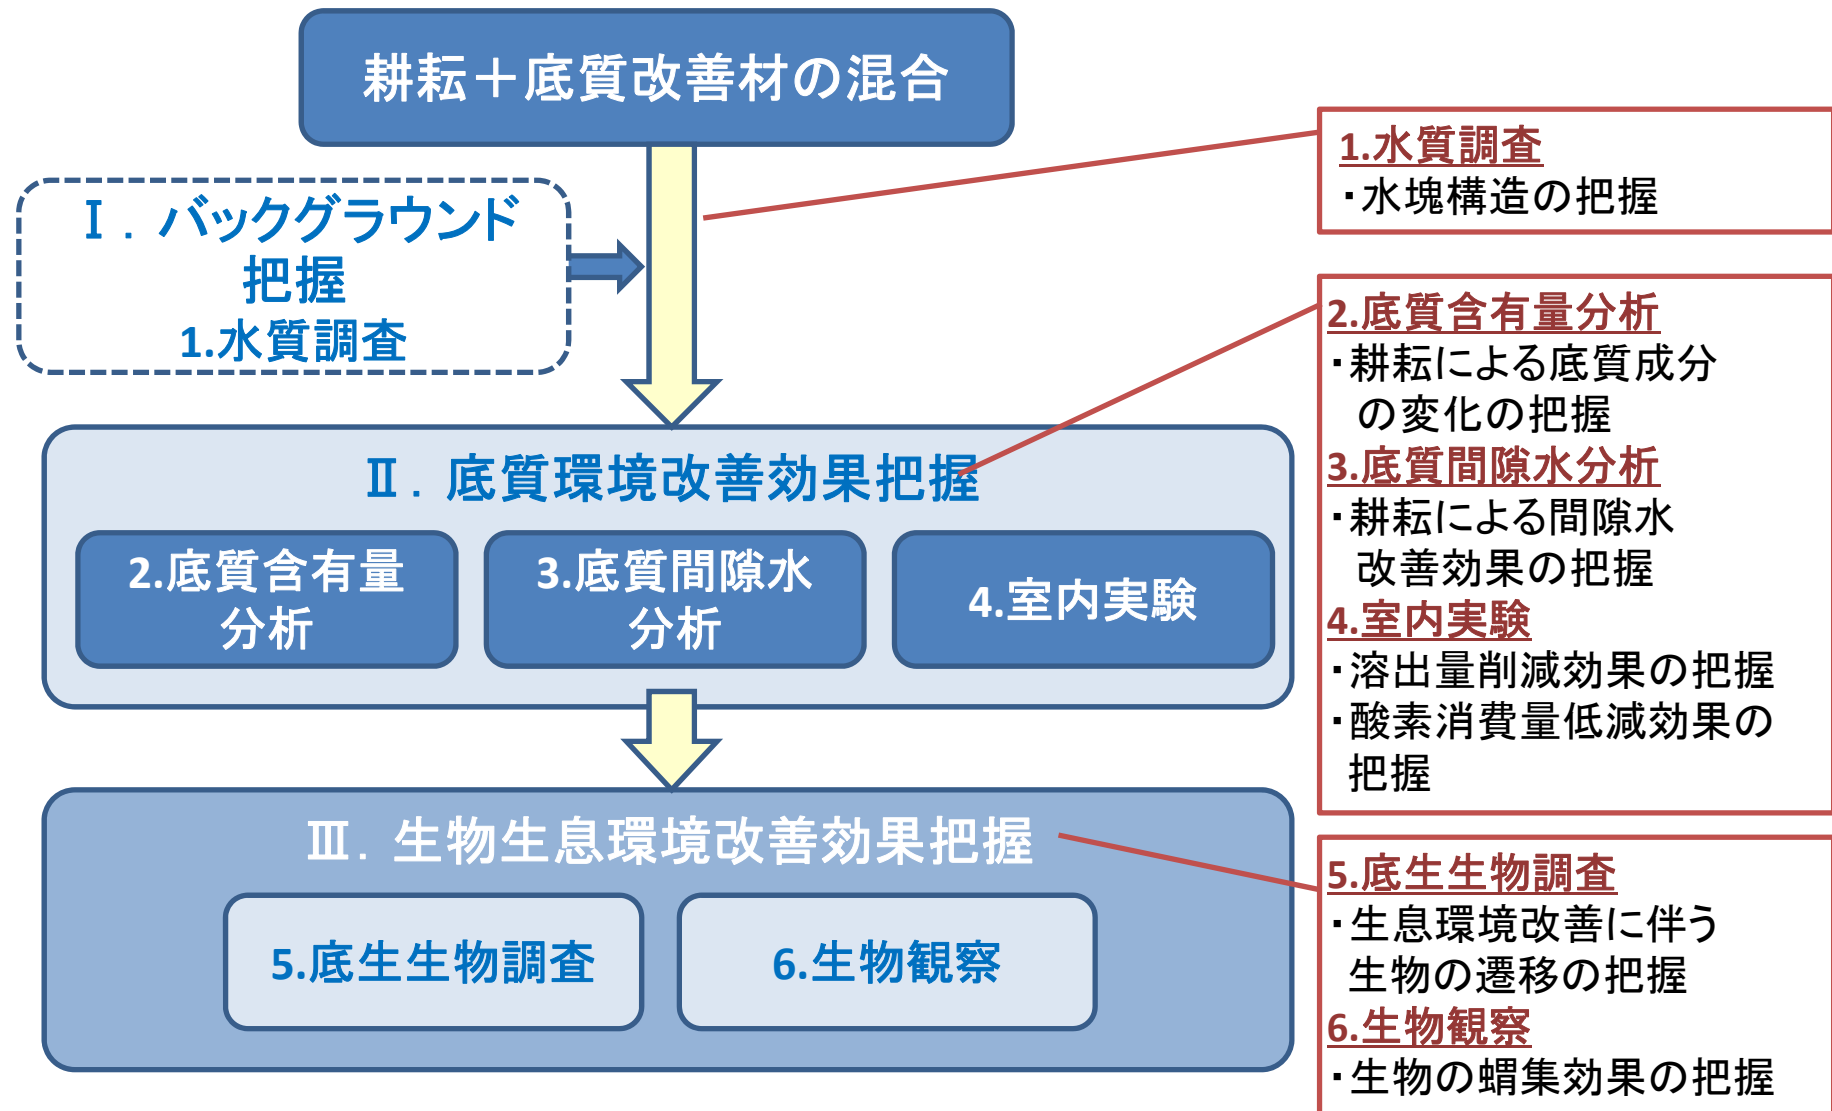 耕耘＋底質改善材の混合
Ⅰ．バックグラウンド
把握
1.水質調査
Ⅱ．底質環境改善効果把握
2.底質含有量
分析
3.底質間隙水
分析
4.室内実験
Ⅲ．生物生息環境改善効果把握
5.底生生物調査
6.生物観察
1.水質調査
・水塊構造の把握
2.底質含有量分析
・耕耘による底質成分
の変化の把握
3.底質間隙水分析
・耕耘による間隙水
改善効果の把握
4.室内実験
・溶出量削減効果の把握
・酸素消費量低減効果の
把握
5.底生生物調査
・生息環境改善に伴う
生物の遷移の把握
6.生物観察
・生物の蝟集効果の把握